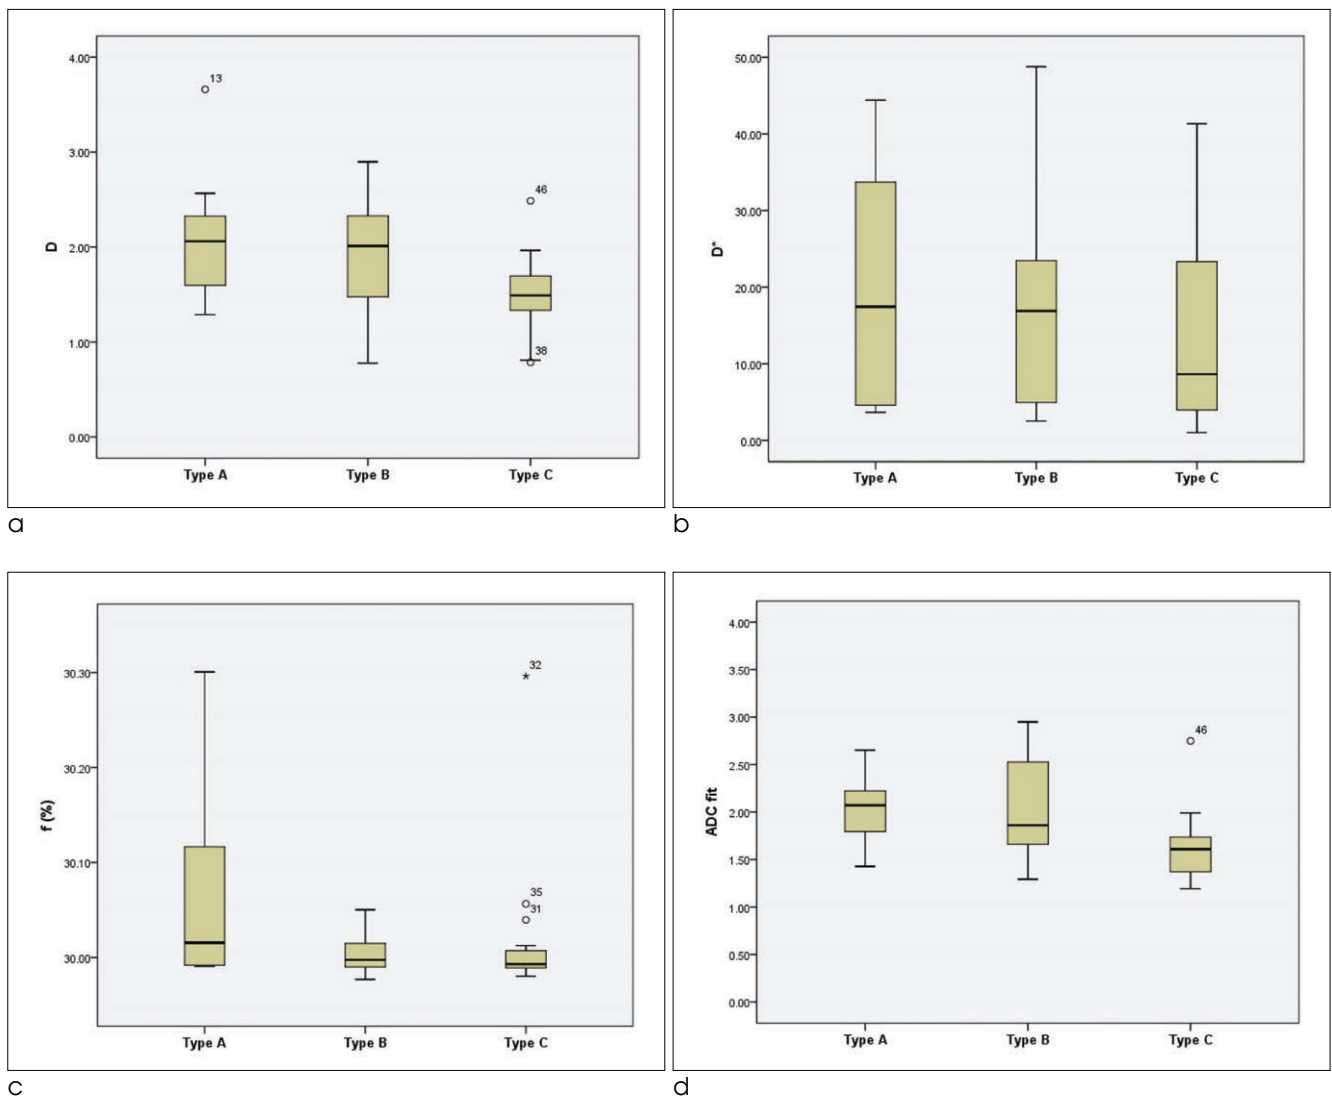 4.00
3.00
2.00
1.00
0.00
D
13
46
38
Type A Type B Type C
a
50.00
40.00
30.00
20.00
10.00
0.00
D*
Type A Type B Type C
b
30.30
30.20
30.10
30.00
f (%)
32
35
31
Type A Type B Type C
c
4.00
3.50
3.00
2.50
2.00
1.50
1.00
0.50
0.00
ADC fit
46
Type A Type B Type C
d